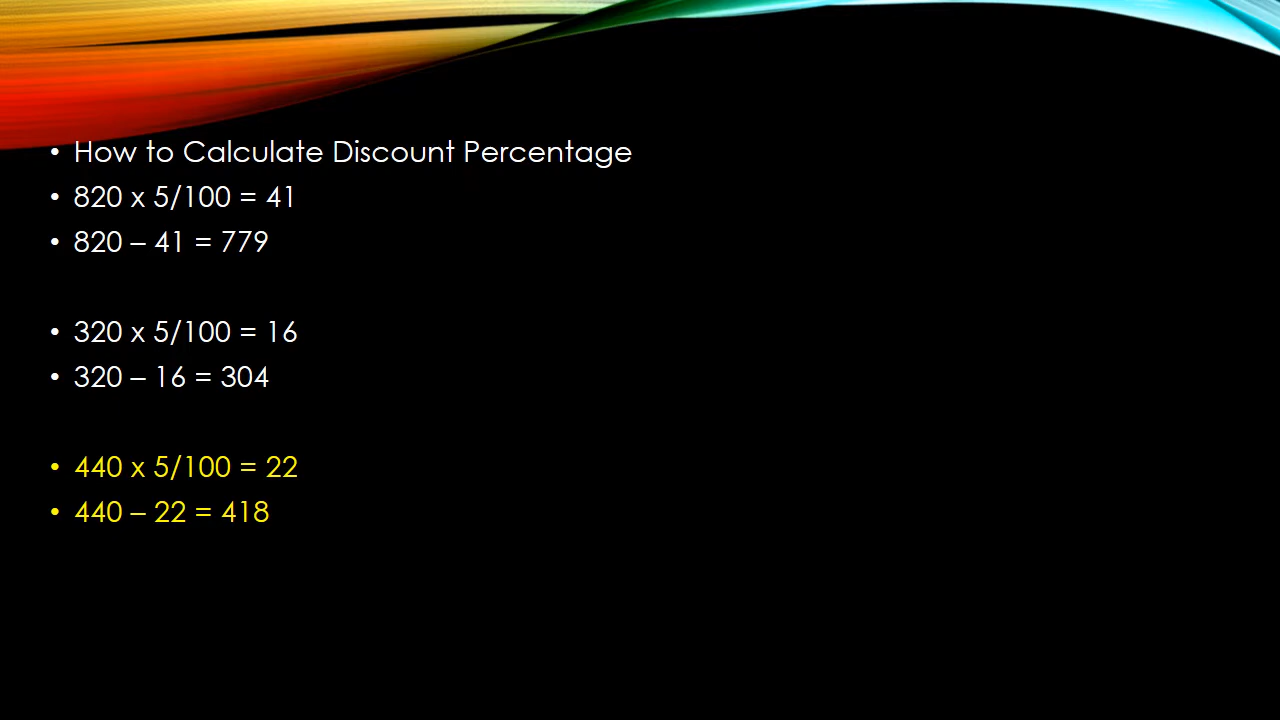 • How to Calculate Discount Percentage
• 820 x 5/100 = 41
• 820 – 41 = 779
• 320 x 5/100 = 16
• 320 – 16 = 304
• 440 x 5/100 = 22
• 440 – 22 = 418